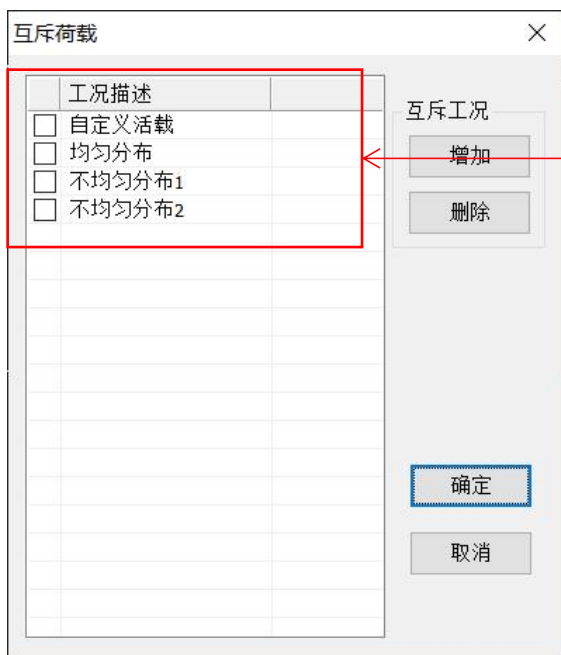 互斥荷载
工况描述
自定义活载
均匀分布
不均匀分布1
不均匀分布2
互斥工况
增加
删除
确定
取消